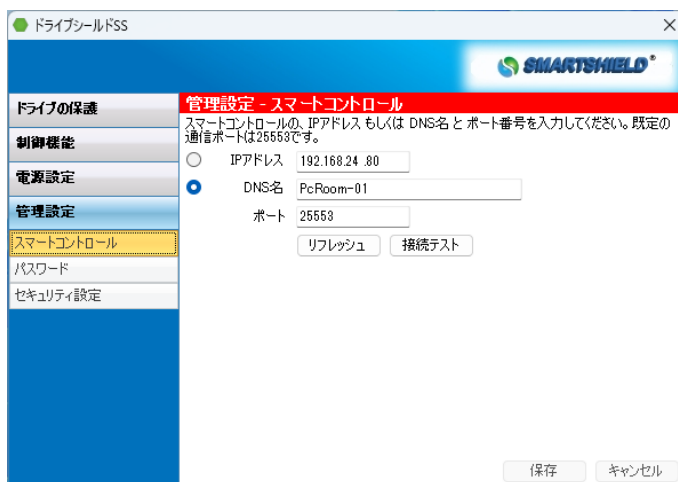 ドライブシールドSS
SMARTSHIELD®
ドライブの保護
制御機能
電源設定
管理設定
スマートコントロール
パスワード
セキュリティ設定
管理設定 - スマートコントロール
スマートコントロールの、IPアドレス もしくは DNS名 と ポート番号を入力してください。既定の
通信ポートは25553です。
IPアドレス 192.168.24 .80
DNS名 PcRoom-01
ポート 25553
リフレッシュ 接続テスト
保存 キャンセル